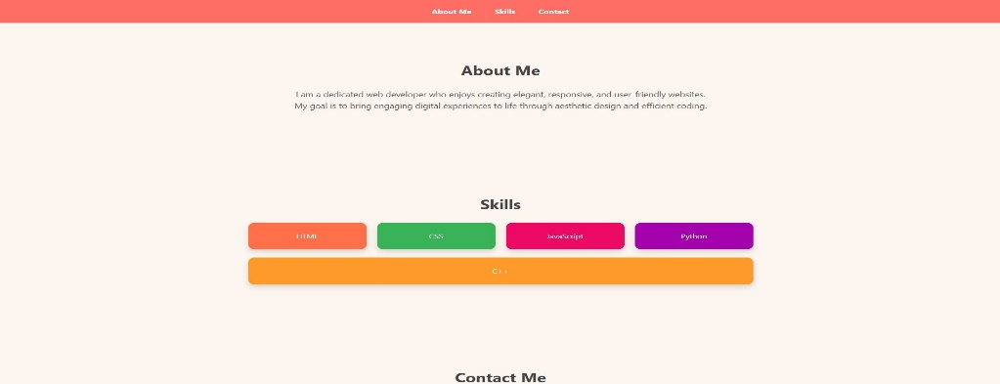 About Me Skills Contact
About Me
I am a dedicated web developer who enjoys creating elegant, responsive, and user friendly websites.
My goal is to bring engaging digital experiences to life through aesthetic design and efficient coding.
Skills
HTML CSS JavaScript Python
C++
Contact Me